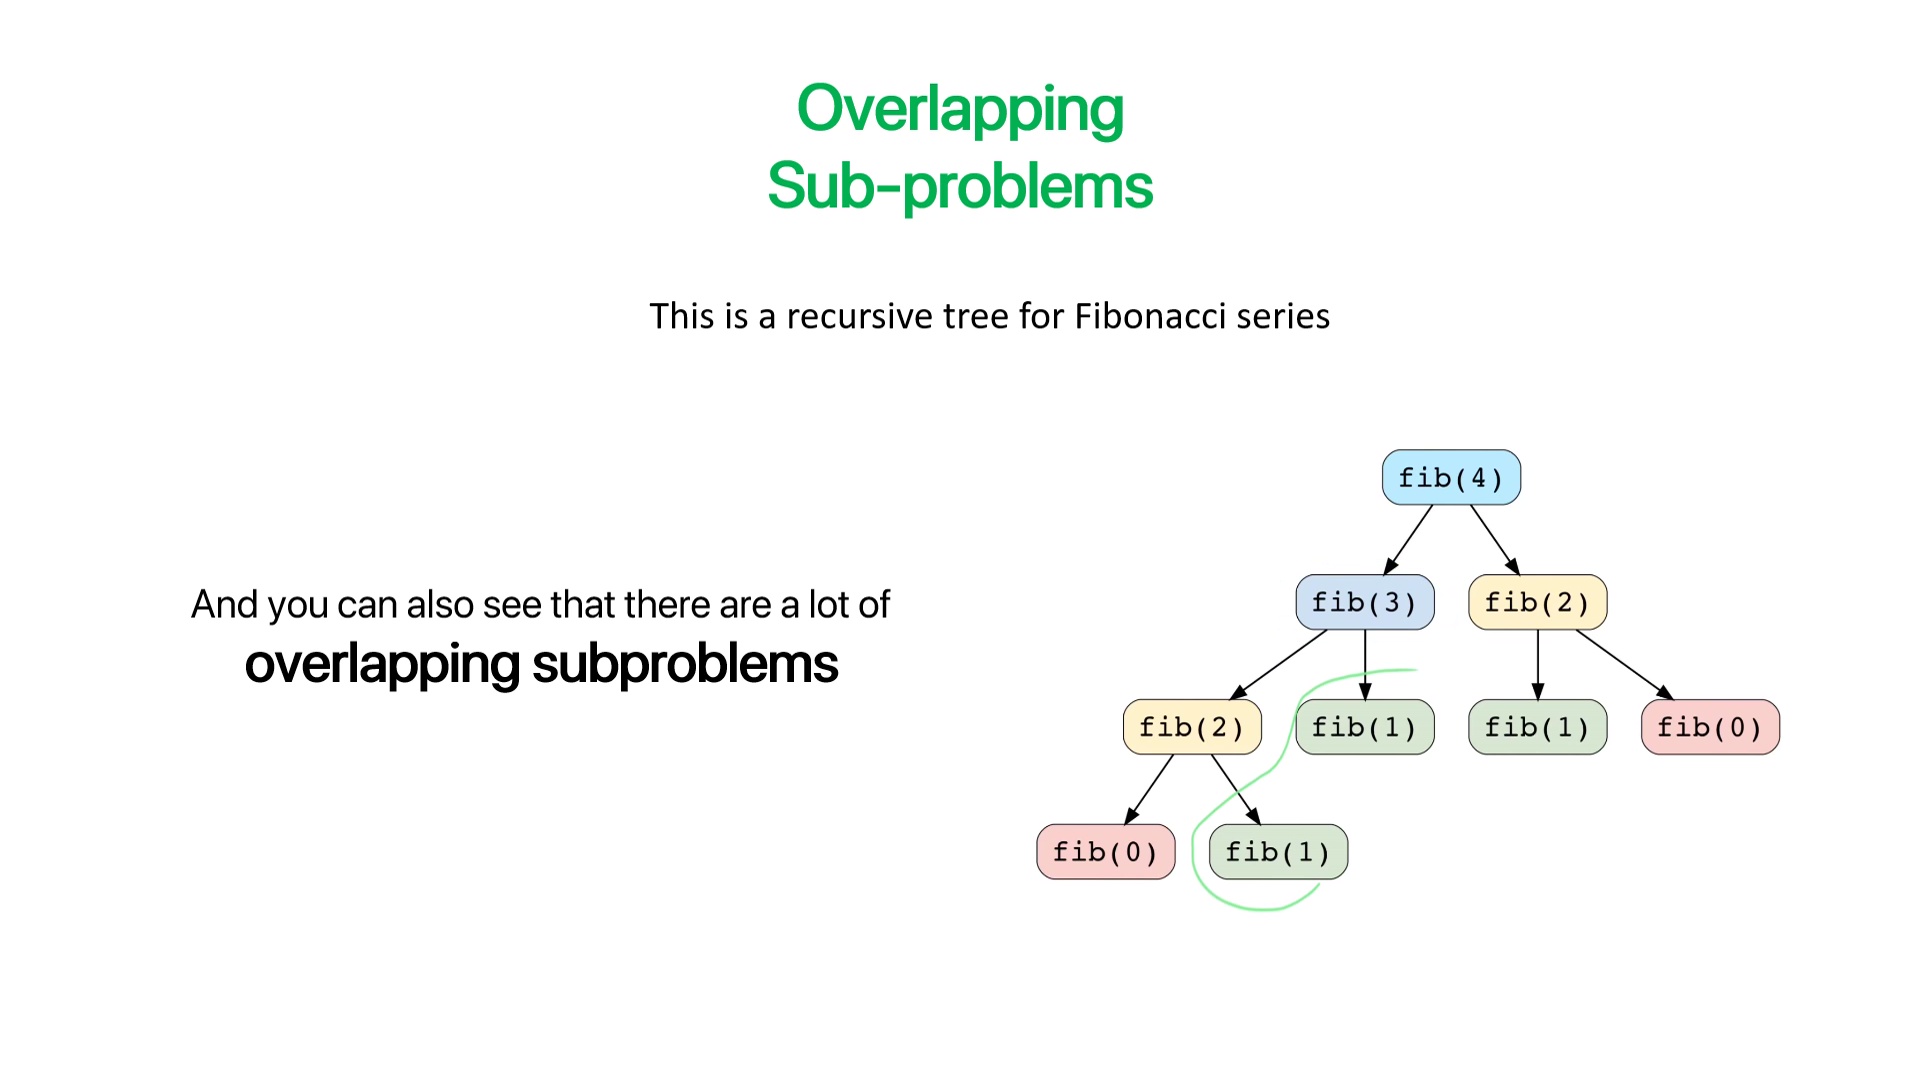 Overlapping
Sub-problems
This is a recursive tree for Fibonacci series
And you can also see that there are a lot of
overlapping subproblems
fib(4)
fib(3) fib(2)
fib(2) fib(1) fib(1) fib(0)
fib(0) fib(1)